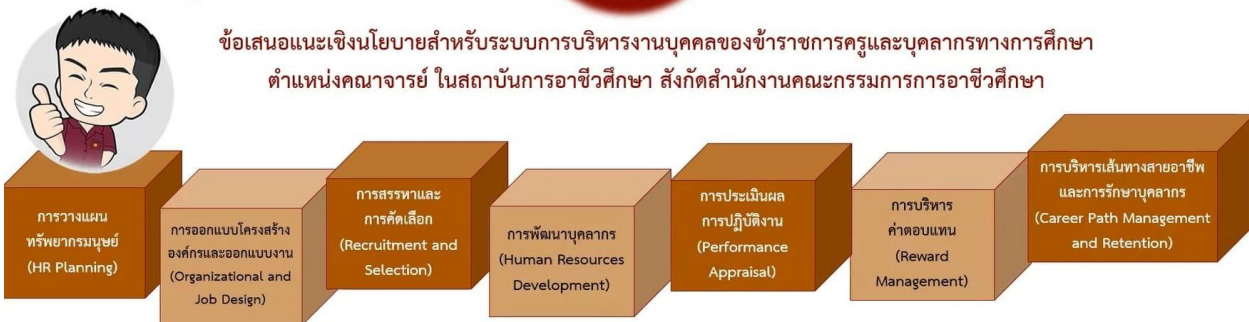 ข้อเสนอแนะเชิงนโยบายสำหรับระบบการบริหารงานบุคคลของข้าราชการครูและบุคลากรทางการศึกษา
ตำแหน่งคณาจารย์ ในสถาบันการอาชีวศึกษา สังกัดสำนักงานคณะกรรมการการอาชีวศึกษา
การวางแผน
ทรัพยากรมนุษย์
(HR Planning)
การออกแบบโครงสร้าง
องค์กรและออกแบบงาน
(Organizational and
Job Design)
การสรรหาและ
การคัดเลือก
(Recruitment and
Selection)
การพัฒนาบุคลากร
(Human Resources
Development)
การประเมินผล
การปฏิบัติงาน
(Performance
Appraisal)
การบริหาร
ค่าตอบแทน
(Reward
Management)
การบริหารเส้นทางสายอาชีพ
และการรักษาบุคลากร
(Career Path Management
and Retention)